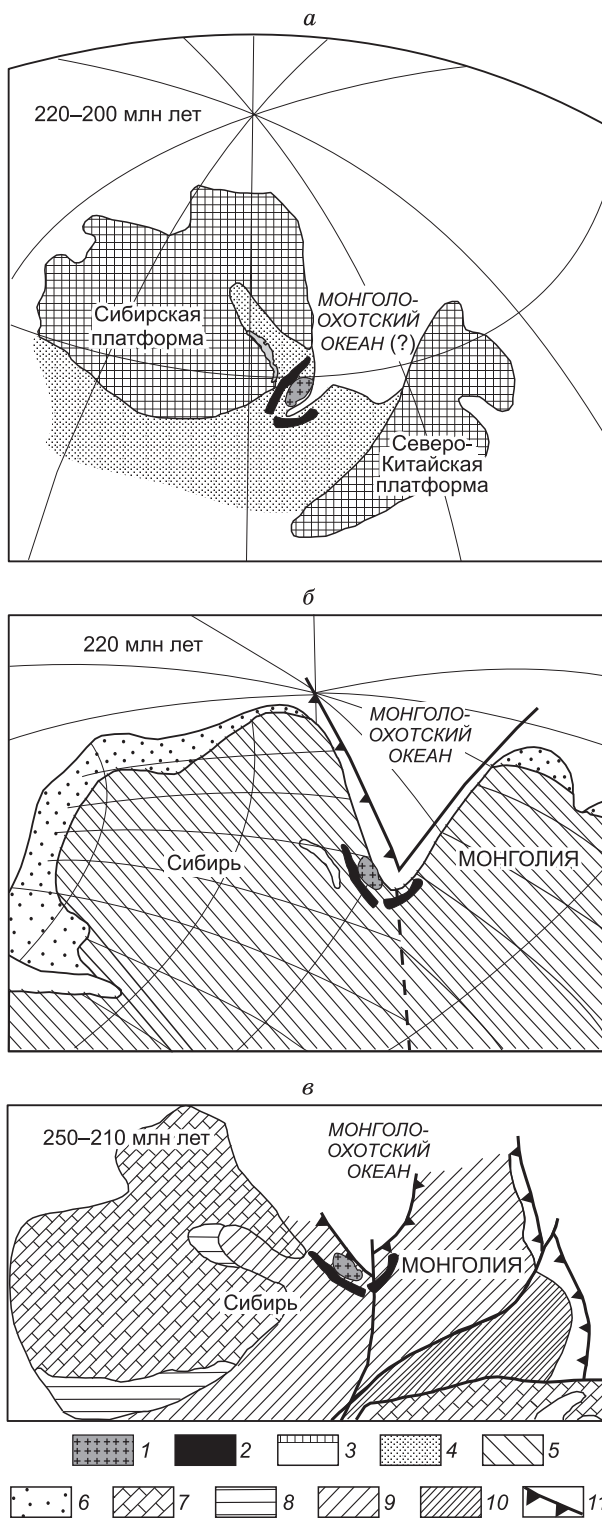 а
220–200 млн лет
МОНГОЛО-
ОХОТСКИЙ
ОКЕАН (?)
Сибирская
платформа
Северо-
Китайская
платформа
б
220 млн лет
МОНГОЛО-
ОХОТСКИЙ
ОКЕАН
Сибирь
МОНГОЛИЯ
в
250–210 млн лет
МОНГОЛО-
ОХОТСКИЙ
ОКЕАН
МОНГОЛИЯ
Сибирь
1 2 3 4 5
6 7 8 9 10 11